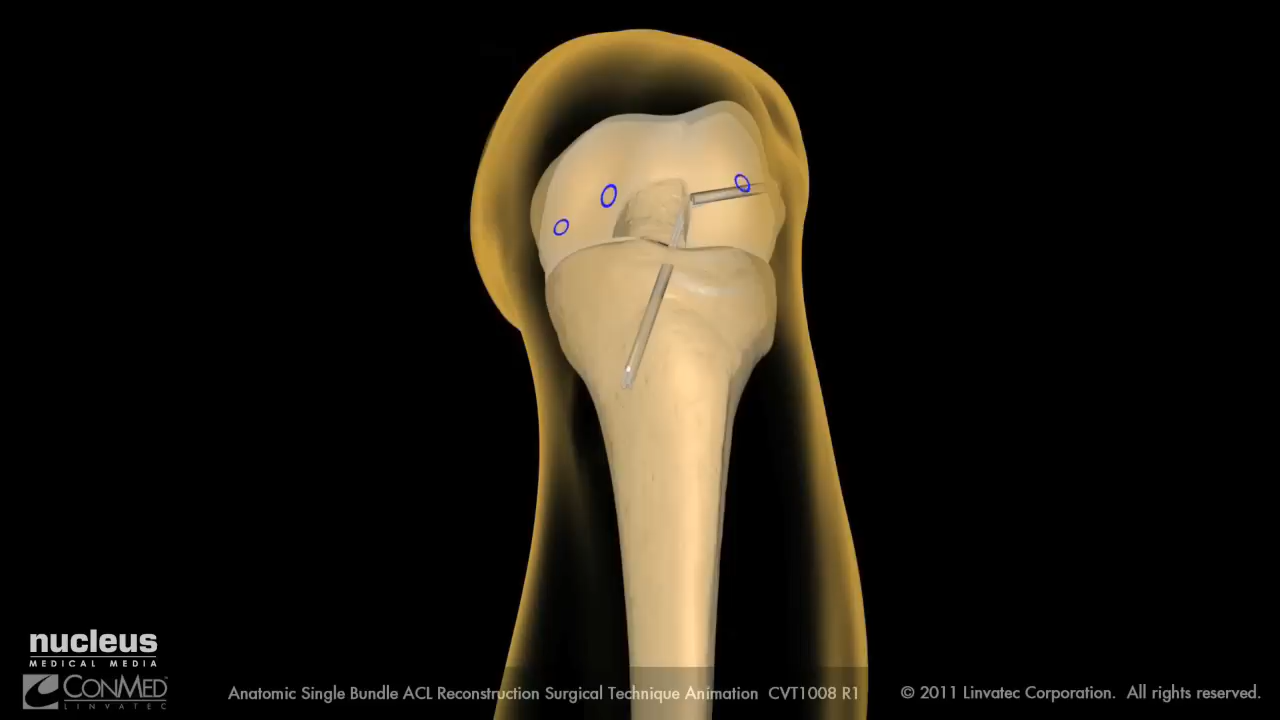 nucleus
MEDICAL MEDIA
CONMED
LINVATEC
Anatomic Single Bundle ACL Reconstruction Surgical Technique Animation CVT1008 R1
© 2011 Linvatec Corporation. All rights reserved.